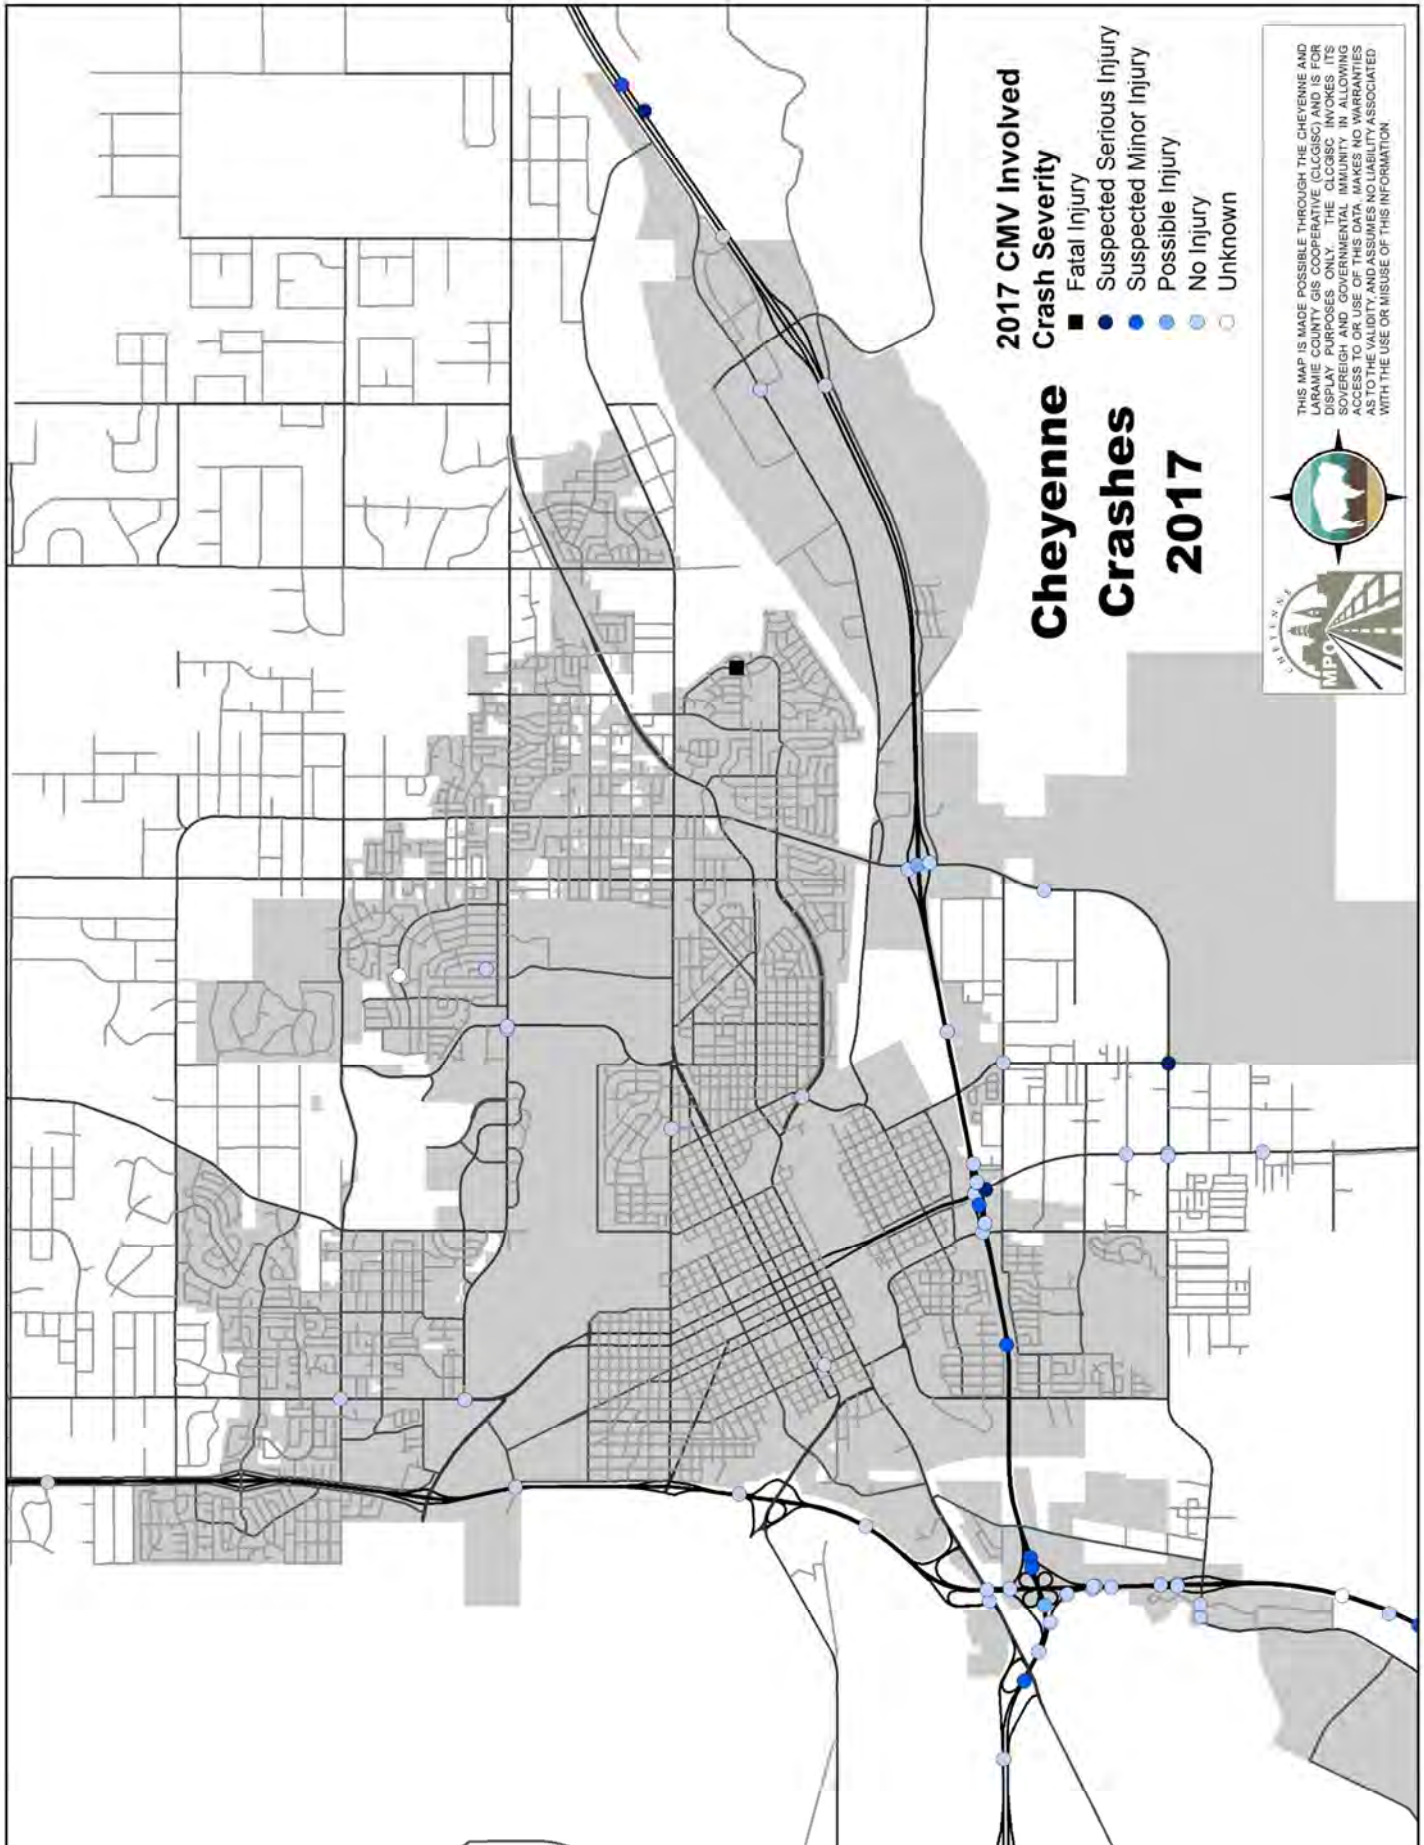 2017 CMV Involved
Crash Severity
Fatal Injury
Suspected Serious Injury
Suspected Minor Injury
Possible Injury
No Injury
Unknown
Cheyenne
Crashes
2017
CHEYENNE
MPO
THIS MAP IS MADE POSSIBLE THROUGH THE CHEYENNE AND
LARAMIE COUNTY GIS COOPERATIVE (CLCGISC) AND IS FOR
DISPLAY PURPOSES ONLY. THE CLCGISC INVOKES ITS
SOVEREIGN AND GOVERNMENTAL IMMUNITY IN ALLOWING
ACCESS TO OR USE OF THIS DATA, MAKES NO WARRANTIES
AS TO THE VALIDITY, AND ASSUMES NO LIABILITY ASSOCIATED
WITH THE USE OR MISUSE OF THIS INFORMATION.